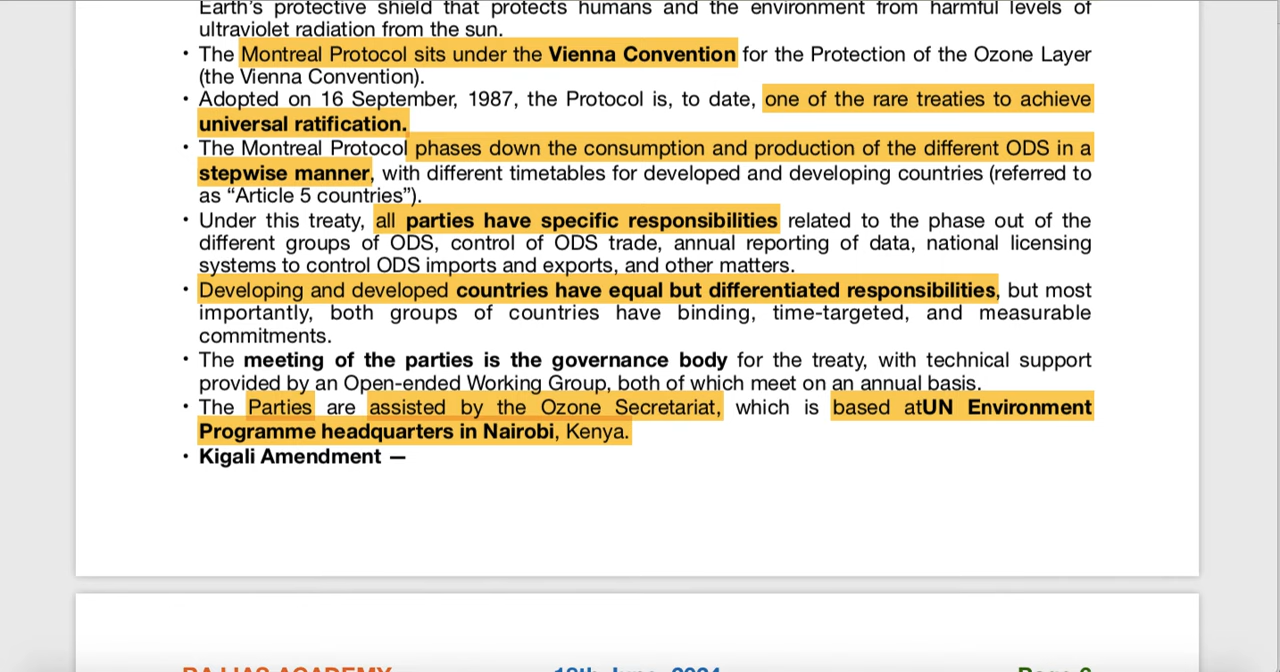 Earth's protective shield that protects humans and the environment from harmful levels of
ultraviolet radiation from the sun.
• The Montreal Protocol sits under the Vienna Convention for the Protection of the Ozone Layer
(the Vienna Convention).
• Adopted on 16 September, 1987, the Protocol is, to date, one of the rare treaties to achieve
universal ratification.
• The Montreal Protocol phases down the consumption and production of the different ODS in a
stepwise manner, with different timetables for developed and developing countries (referred to
as “Article 5 countries”).
• Under this treaty, all parties have specific responsibilities related to the phase out of the
different groups of ODS, control of ODS trade, annual reporting of data, national licensing
systems to control ODS imports and exports, and other matters.
• Developing and developed countries have equal but differentiated responsibilities, but most
importantly, both groups of countries have binding, time-targeted, and measurable
commitments.
• The meeting of the parties is the governance body for the treaty, with technical support
provided by an Open-ended Working Group, both of which meet on an annual basis.
• The Parties are assisted by the Ozone Secretariat, which is based atUN Environment
Programme headquarters in Nairobi, Kenya.
• Kigali Amendment —
ACADEMY 2024 Page